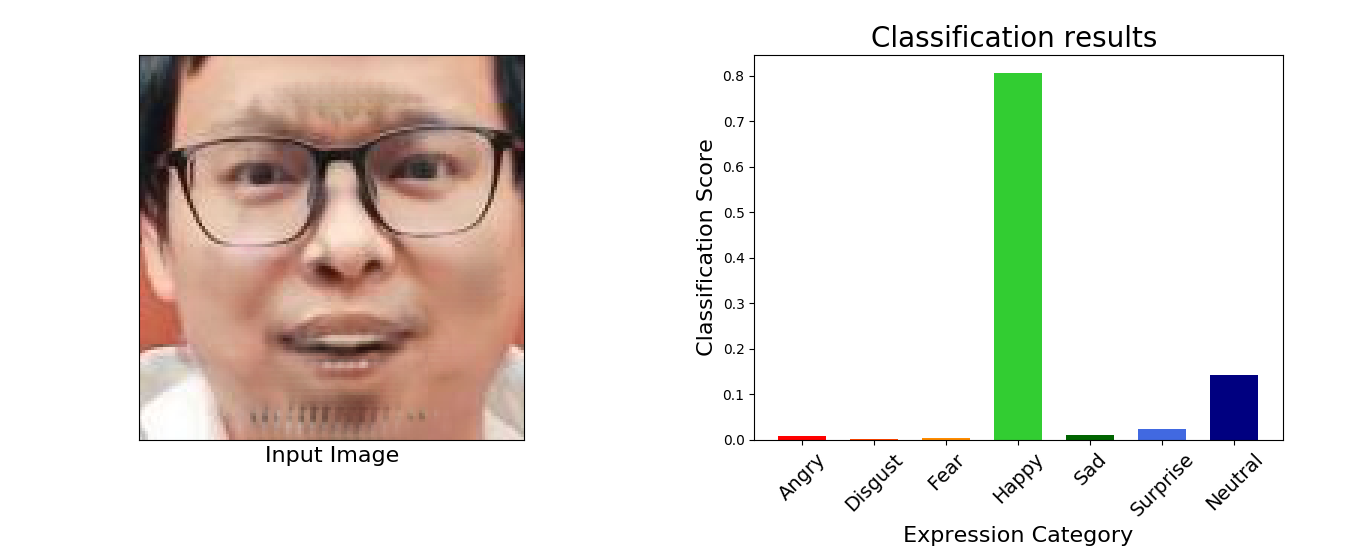 Classification results
Classification Score
0.8
0.7
0.6
0.5
0.4
0.3
0.2
0.1
0.0
Angry
Disgust
Fear
Happy
Sad
Surprise
Neutral
Expression Category
Input Image